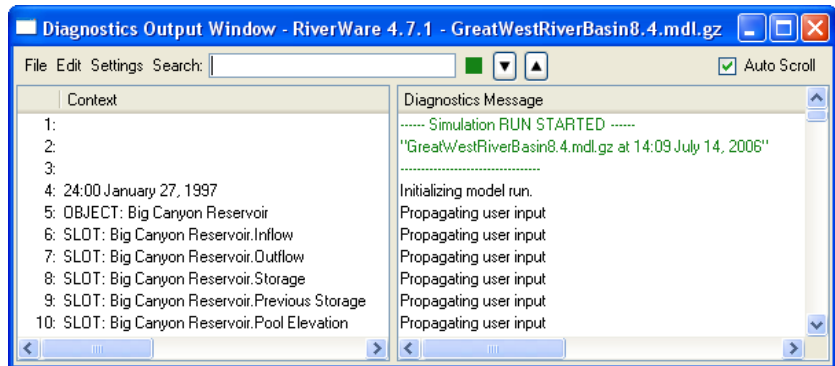 Diagnostics Output Window - RiverWare 4.7.1 - GreatWestRiverBasin8.4.mdl.gz
File Edit Settings Search: Auto Scroll
Context Diagnostics Message
1: ------ Simulation RUN STARTED ------
2: "GreatWestRiverBasin8.4.mdl.gz at 14:09 July 14, 2006"
3: ---------------------------------
4: 24:00 January 27, 1997 Initializing model run.
5: OBJECT: Big Canyon Reservoir Propagating user input
6: SLOT: Big Canyon Reservoir.Inflow Propagating user input
7: SLOT: Big Canyon Reservoir.Outflow Propagating user input
8: SLOT: Big Canyon Reservoir.Storage Propagating user input
9: SLOT: Big Canyon Reservoir.Previous Storage Propagating user input
10: SLOT: Big Canyon Reservoir.Pool Elevation Propagating user input